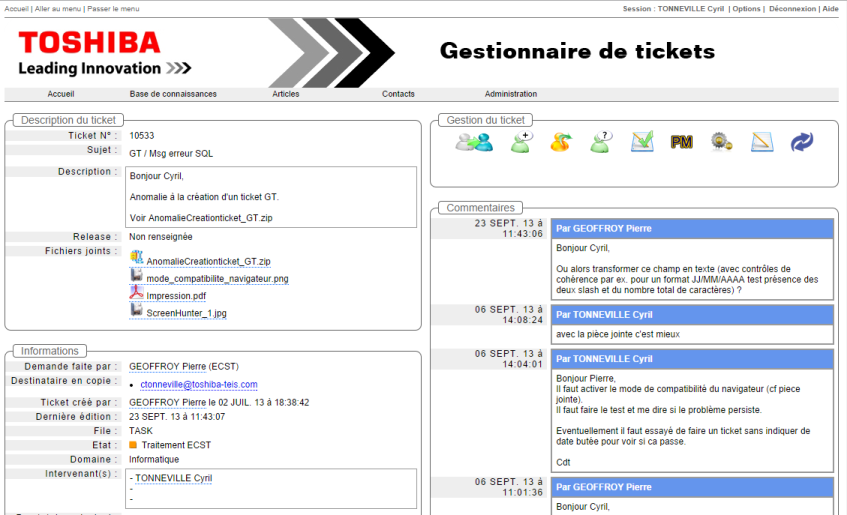 Accueil | Aller au menu | Passer le menu
Session : TONNEVILLE Cyril | Options | Déconnexion | Aide
TOSHIBA
Leading Innovation >>>
Gestionnaire de tickets
Accueil
Base de connaissances
Articles
Contacts
Administration
Description du ticket
Ticket N° : 10533
Sujet : GT / Msg erreur SQL
Description : Bonjour Cyril,
Anomalie à la création d'un ticket GT.
Voir AnomalieCreationticket_GT.zip
Release : Non renseignée
Fichiers joints :
AnomalieCreationticket_GT.zip
mode_compatibilite_navigateur.png
Impression.pdf
ScreenHunter_1.jpg
Informations
Demande faite par : GEOFFROY Pierre (ECST)
Destinataire en copie : • ctonneville@toshiba-teis.com
Ticket créé par : GEOFFROY Pierre le 02 JUIL. 13 à 18:38:42
Dernière édition : 23 SEPT. 13 à 11:43:07
File : TASK
Etat : Traitement ECST
Domaine : Informatique
Intervenant(s) : - TONNEVILLE Cyril
-
-
Gestion du ticket
PM
Commentaires
23 SEPT. 13 à
11:43:06
Par GEOFFROY Pierre
Bonjour Cyril,
Ou alors transformer ce champ en texte (avec contrôles de
cohérence par ex. pour un format JJ/MM/AAAA test présence des
deux slash et du nombre total de caractères) ?
06 SEPT. 13 à
14:08:24
Par TONNEVILLE Cyril
avec la pièce jointe c'est mieux
06 SEPT. 13 à
14:04:01
Par TONNEVILLE Cyril
Bonjour Pierre,
Il faut activer le mode de compatibilité du navigateur (cf piece
jointe).
Il faut faire le test et me dire si le problème persiste.
Eventuellement il faut essayé de faire un ticket sans indiquer de
date butée pour voir si ca passe.
Cdt
06 SEPT. 13 à
11:01:36
Par GEOFFROY Pierre
Bonjour Cyril,